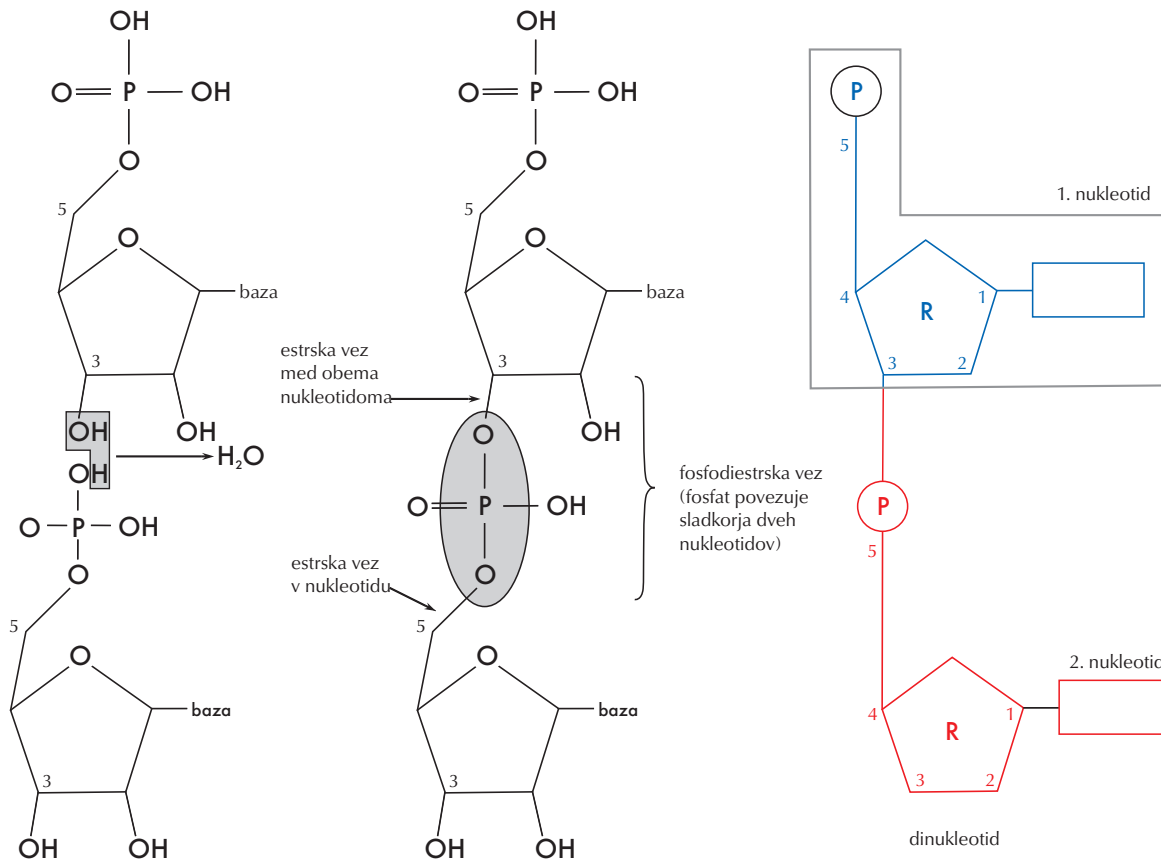 OH
O P OH
O
5
O
baza
3
OH OH
OH
H₂O
O P OH
O
5
O
baza
3
OH OH
OH
O P OH
O
5
O
baza
3
estrska vez
med obema
nukleotidoma
OH
O
O P OH
O
estrska vez
v nukleotidu
5
O
baza
3
OH OH
fosfodiestrska vez
(fosfat povezuje
sladkorja dveh
nukleotidov)
P
5
1. nukleotid
4 R 1
3 2
P
5
2. nukleotid
4 R 1
3 2
dinukleotid